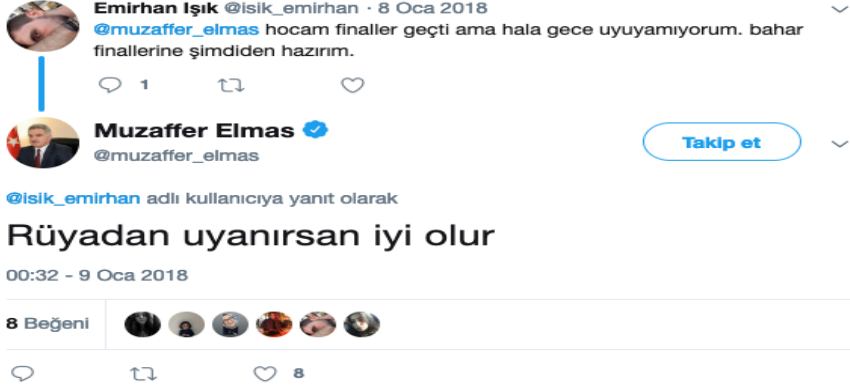 Emirhan Işık @isik_emirhan · 8 Oca 2018
@muzaffer_elmas hocam finaller geçti ama hala gece uyuyamıyorum. bahar
finallerine şimdiden hazırım.
1
Muzaffer Elmas
@muzaffer_elmas
Takip et
@isik_emirhan adlı kullanıcıya yanıt olarak
Rüyadan uyanırsan iyi olur
00:32 - 9 Oca 2018
8 Beğeni
8